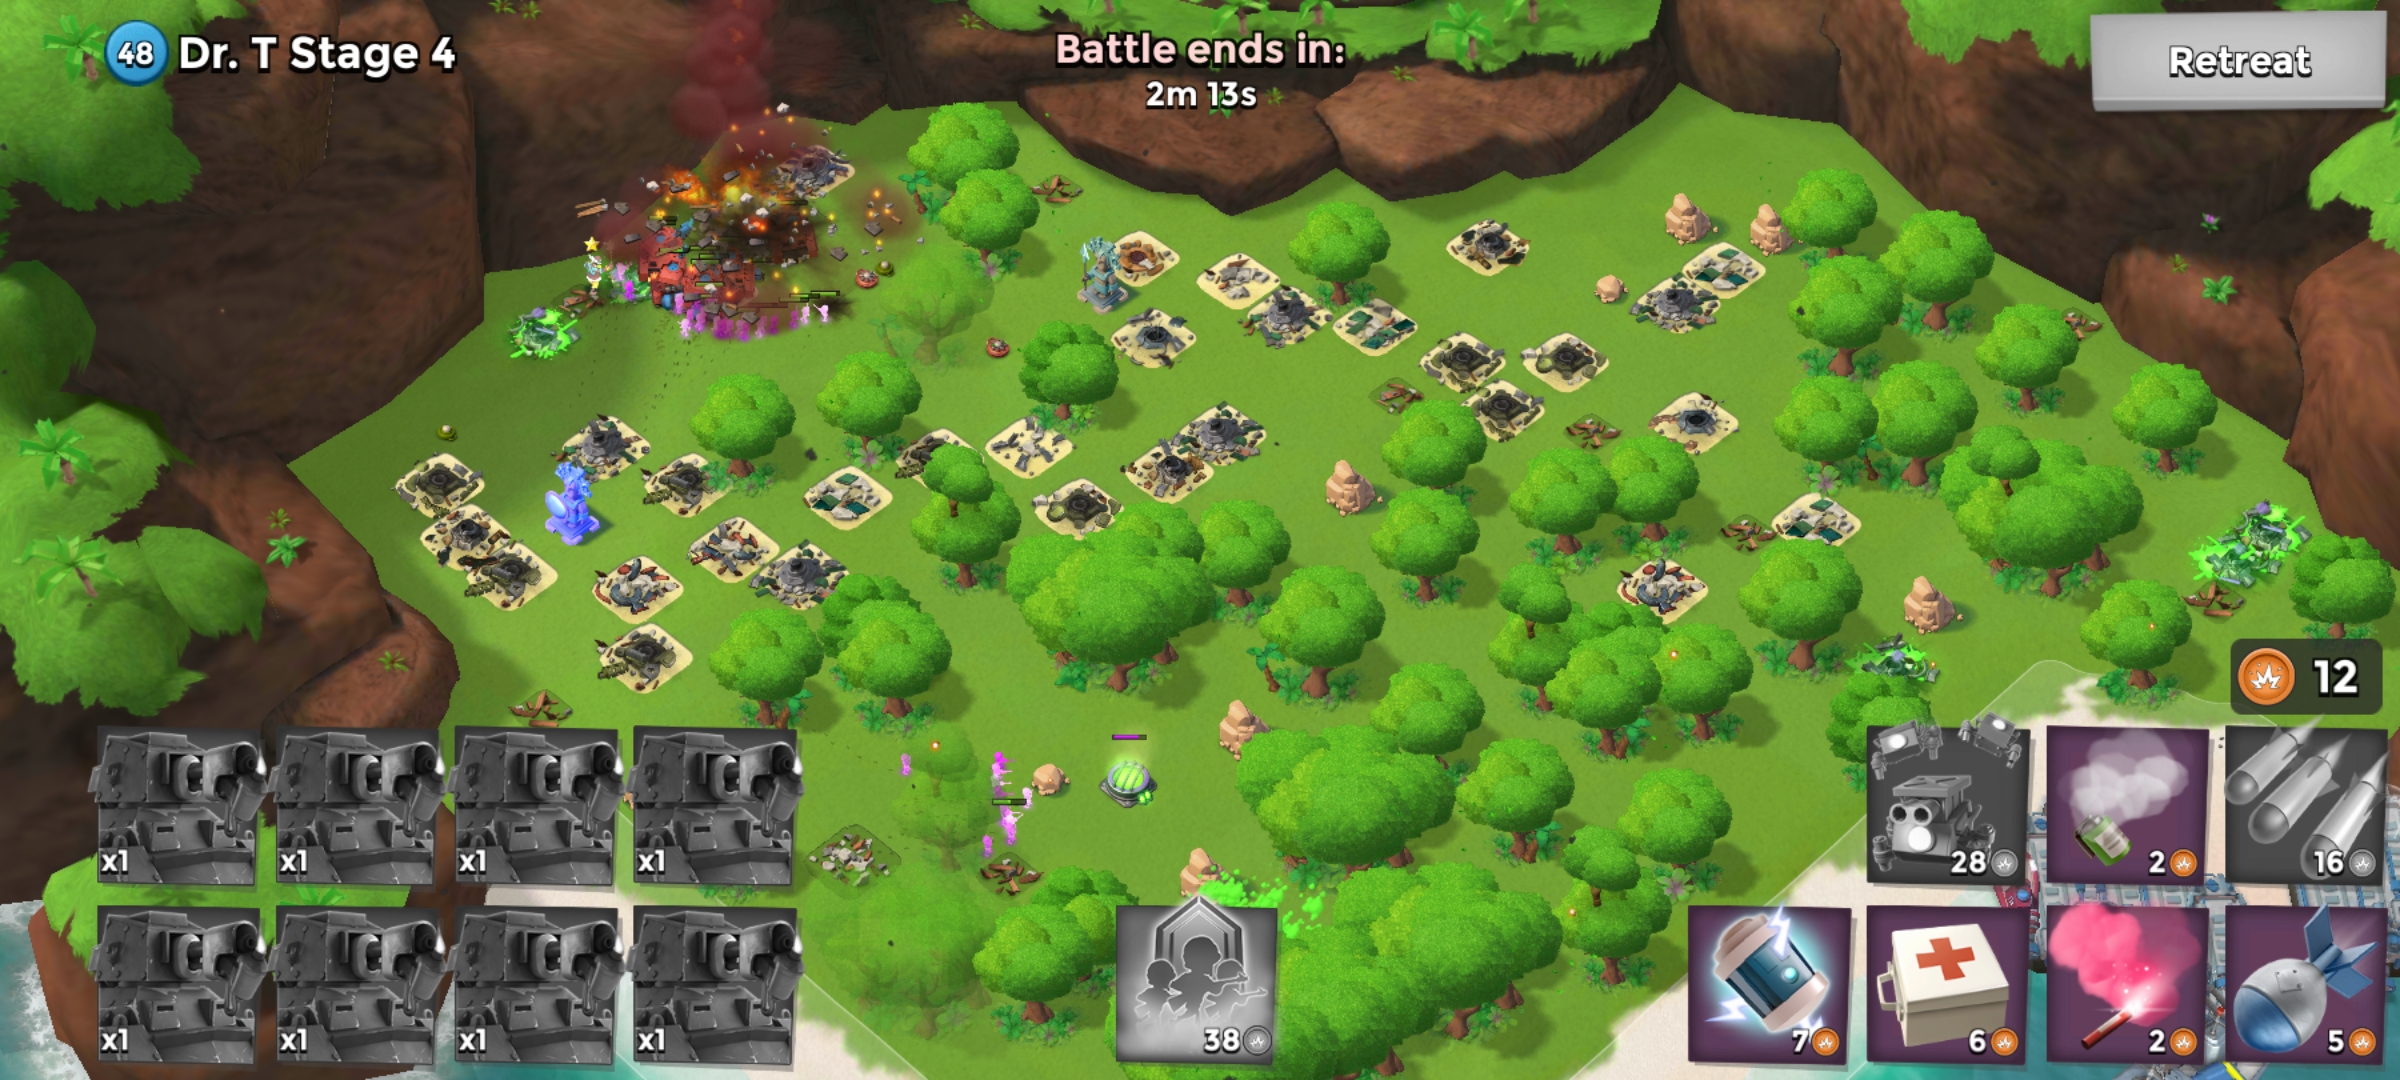 48 Dr. T Stage 4
Battle ends in:
2m 13s
Retreat
12
x1 x1 x1 x1
28 2 16
x1 x1 x1 x1
38
7 6 2 5